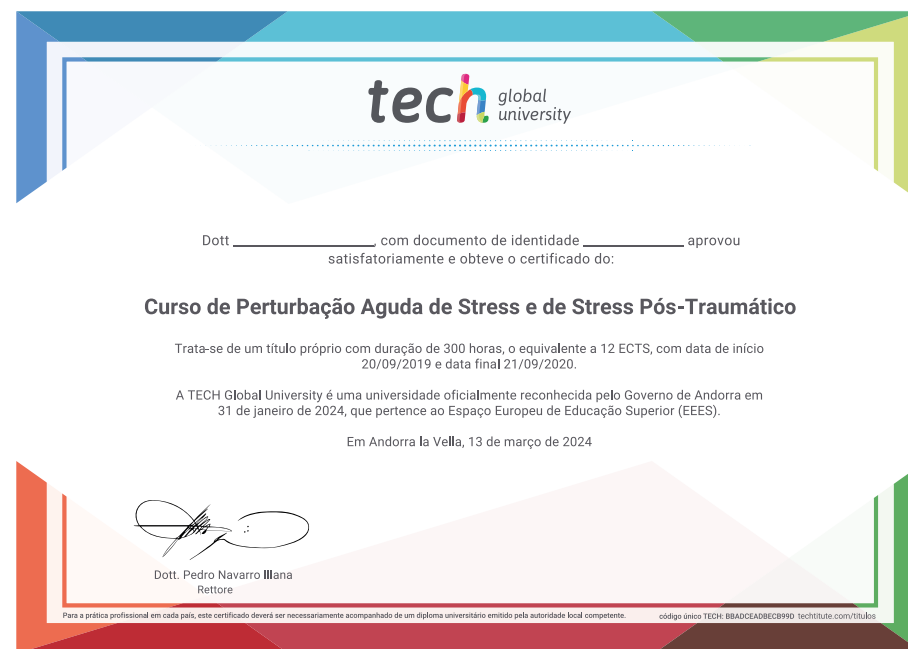 tech global university
Dott ____________, com documento de identidade ____________ aprovou
satisfatoriamente e obteve o certificado do:
Curso de Perturbação Aguda de Stress e de Stress Pós-Traumático
Trata-se de um título próprio com duração de 300 horas, o equivalente a 12 ECTS, com data de início
20/09/2019 e data final 21/09/2020.
A TECH Global University é uma universidade oficialmente reconhecida pelo Governo de Andorra em
31 de janeiro de 2024, que pertence ao Espaço Europeu de Educação Superior (EEES).
Em Andorra la Vella, 13 de março de 2024
Dott. Pedro Navarro Illana
Rettore
Para a prática profissional em cada país, este certificado deverá ser necessariamente acompanhado de um diploma universitário emitido pela autoridade local competente.
código único TECH: BBADCEADBECB99D techtitute.com/titulos